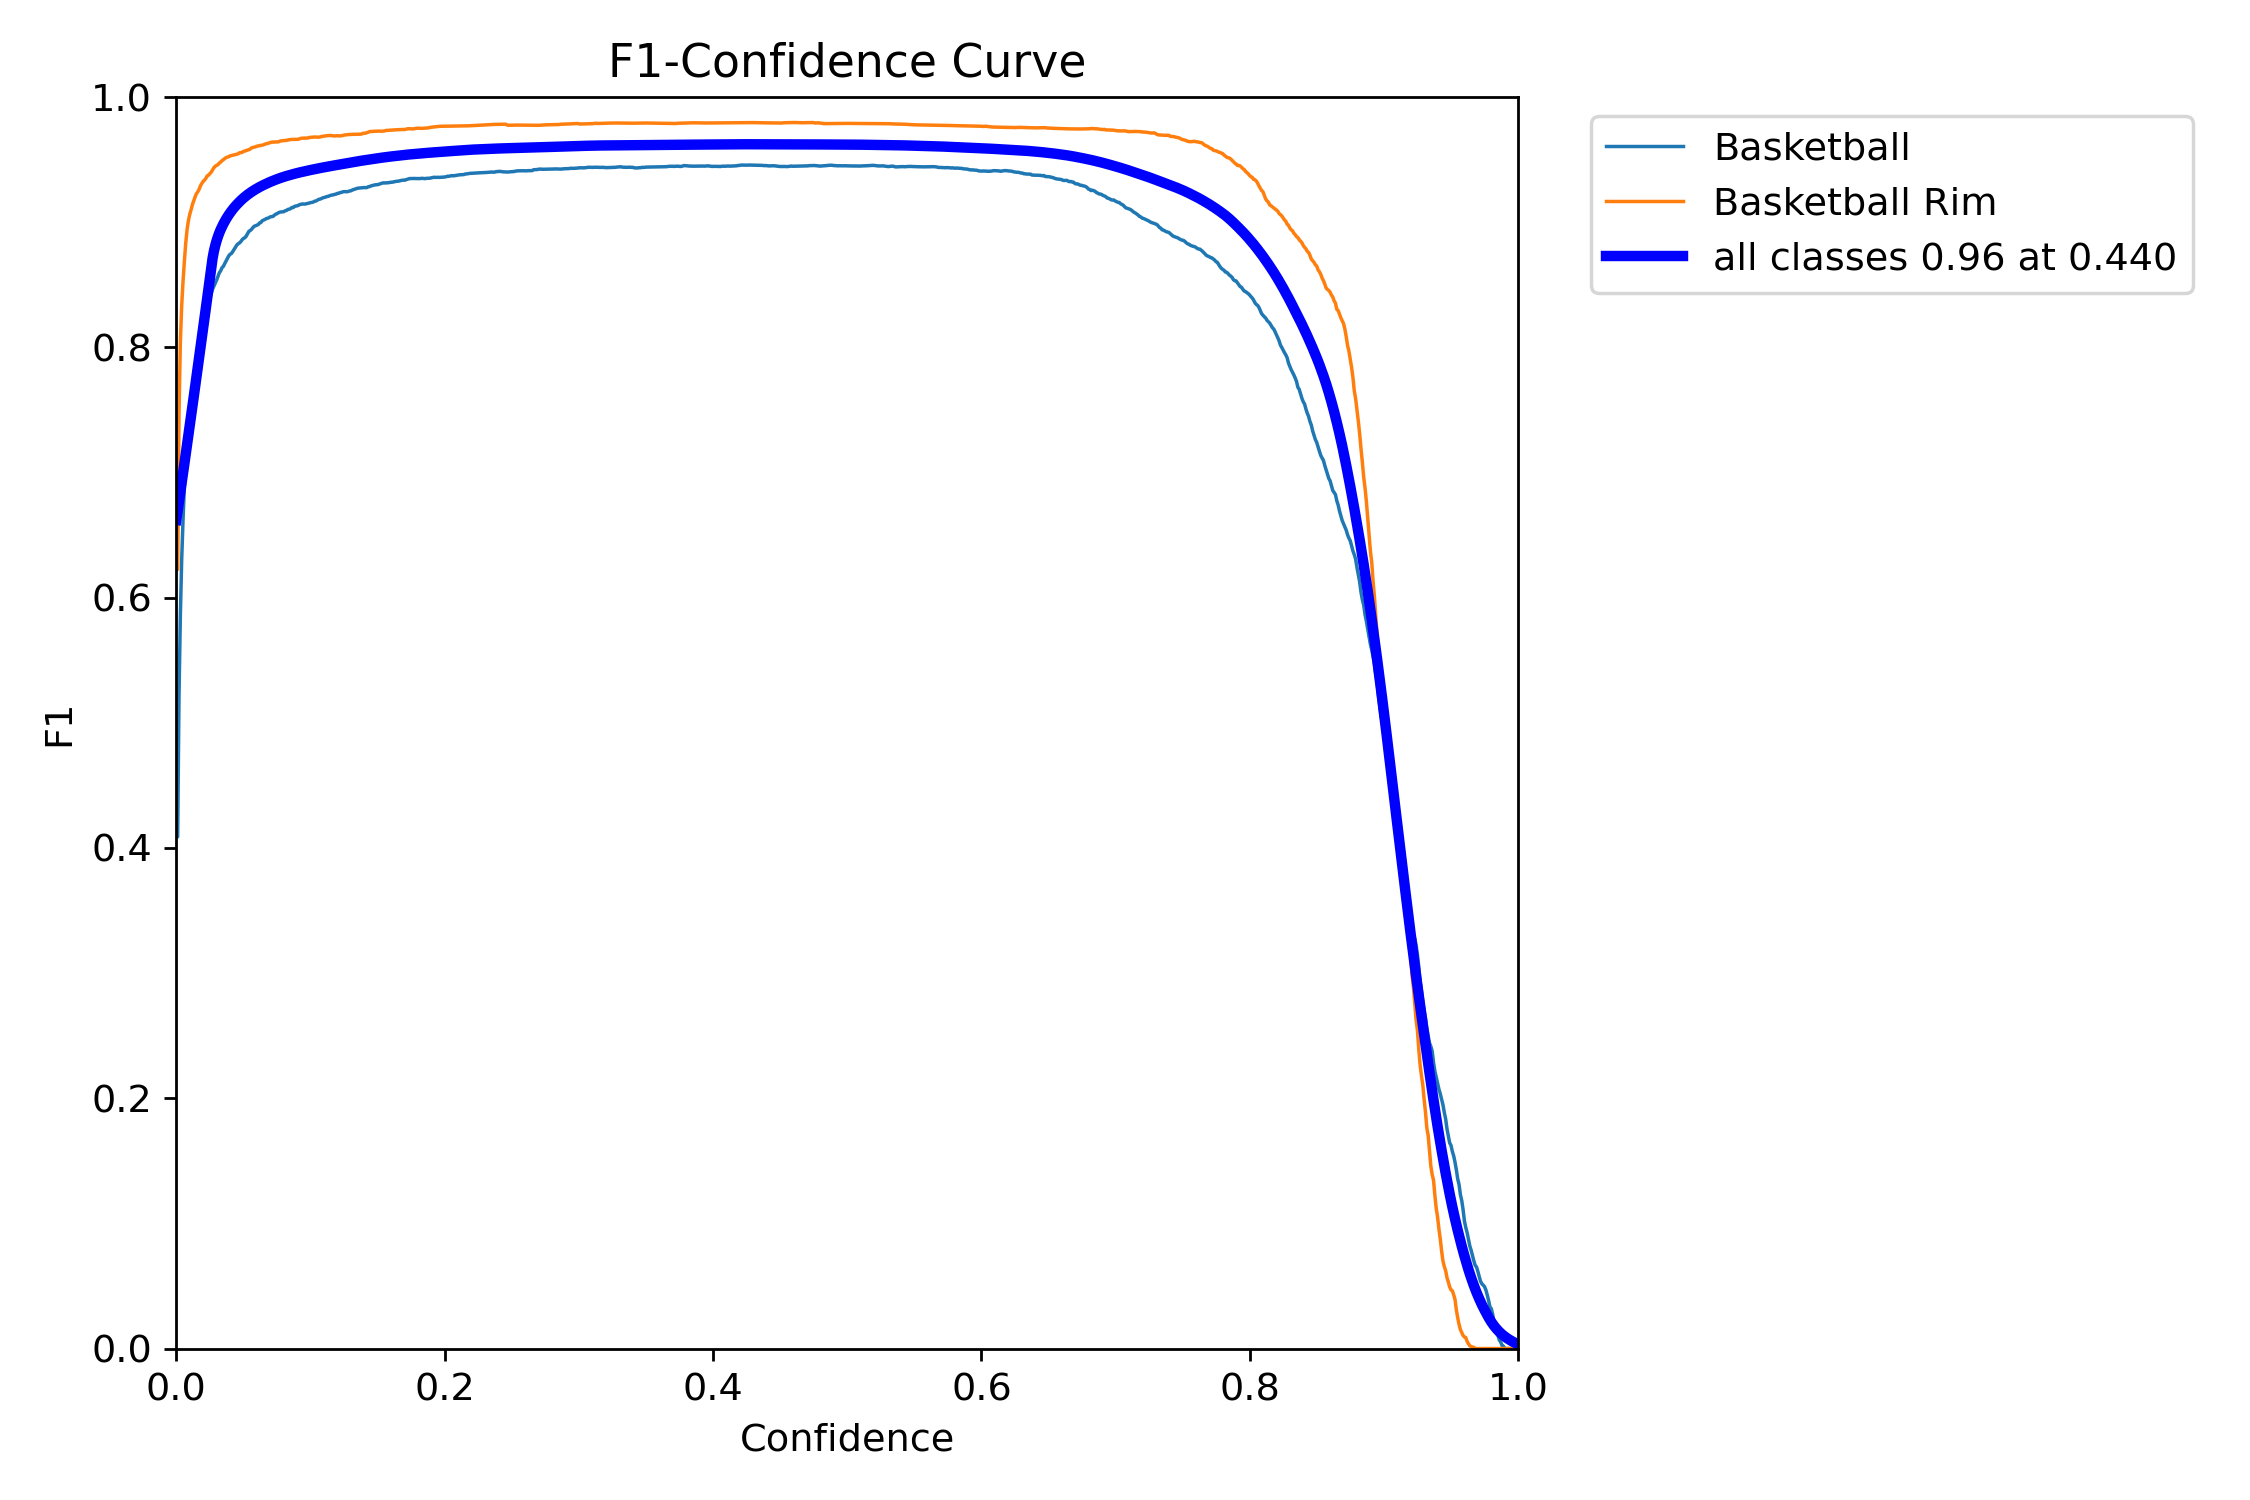 F1-Confidence Curve
1.0
0.8
0.6
0.4
0.2
0.0
F1
0.0 0.2 0.4 0.6 0.8 1.0
Confidence
Basketball
Basketball Rim
all classes 0.96 at 0.440